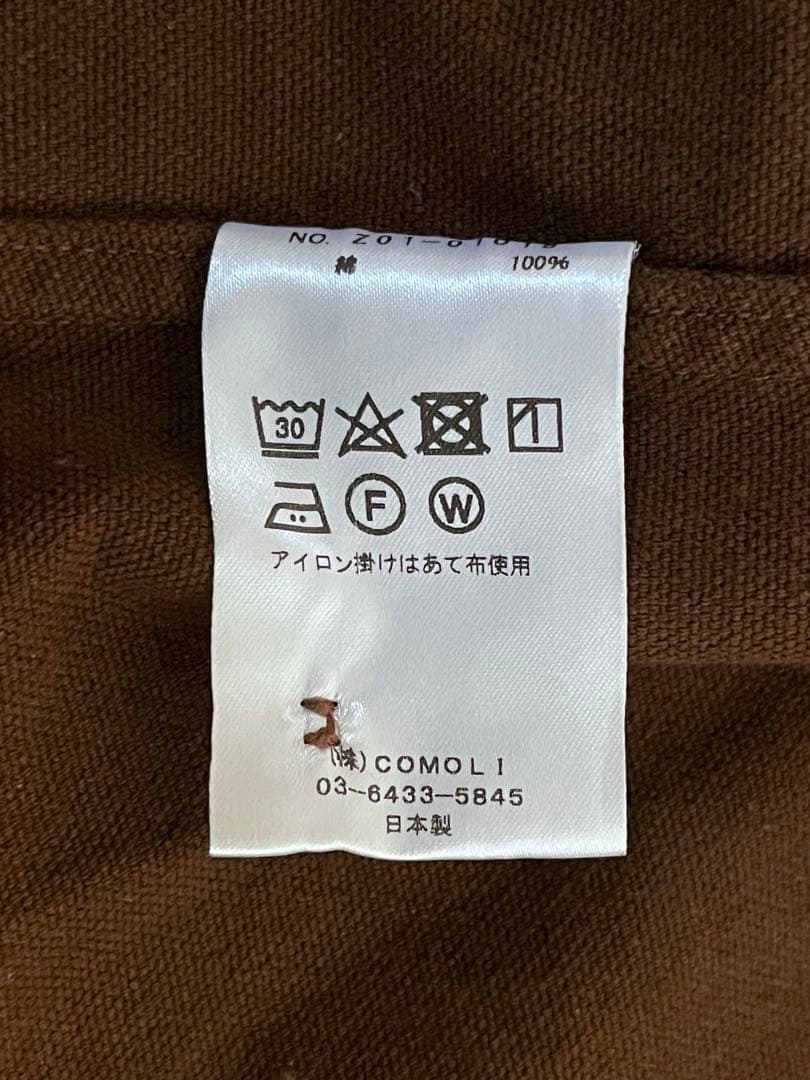 NO.
綿 100%
30
F W
アイロン掛けはあて布使用
(株)COMOLI
03-6433-5845
日本製